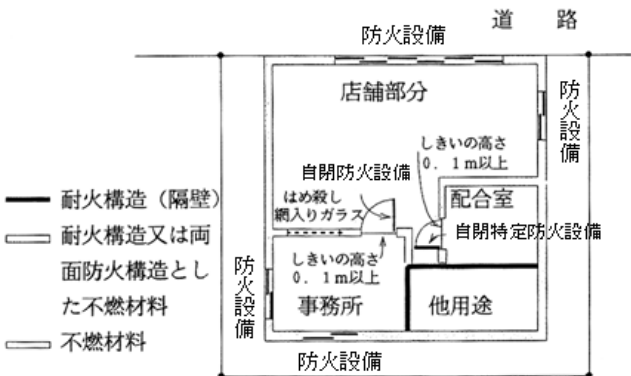 道　路
防火設備
店舗部分
防火設備
しきいの高さ
０．１ｍ以上
自閉防火設備
はめ殺し
網入りガラス
配合室
自閉特定防火設備
しきいの高さ
０．１ｍ以上
防火設備
事務所
他用途
防火設備
耐火構造（隔壁）
耐火構造又は両
面防火構造とし
た不燃材料
不燃材料